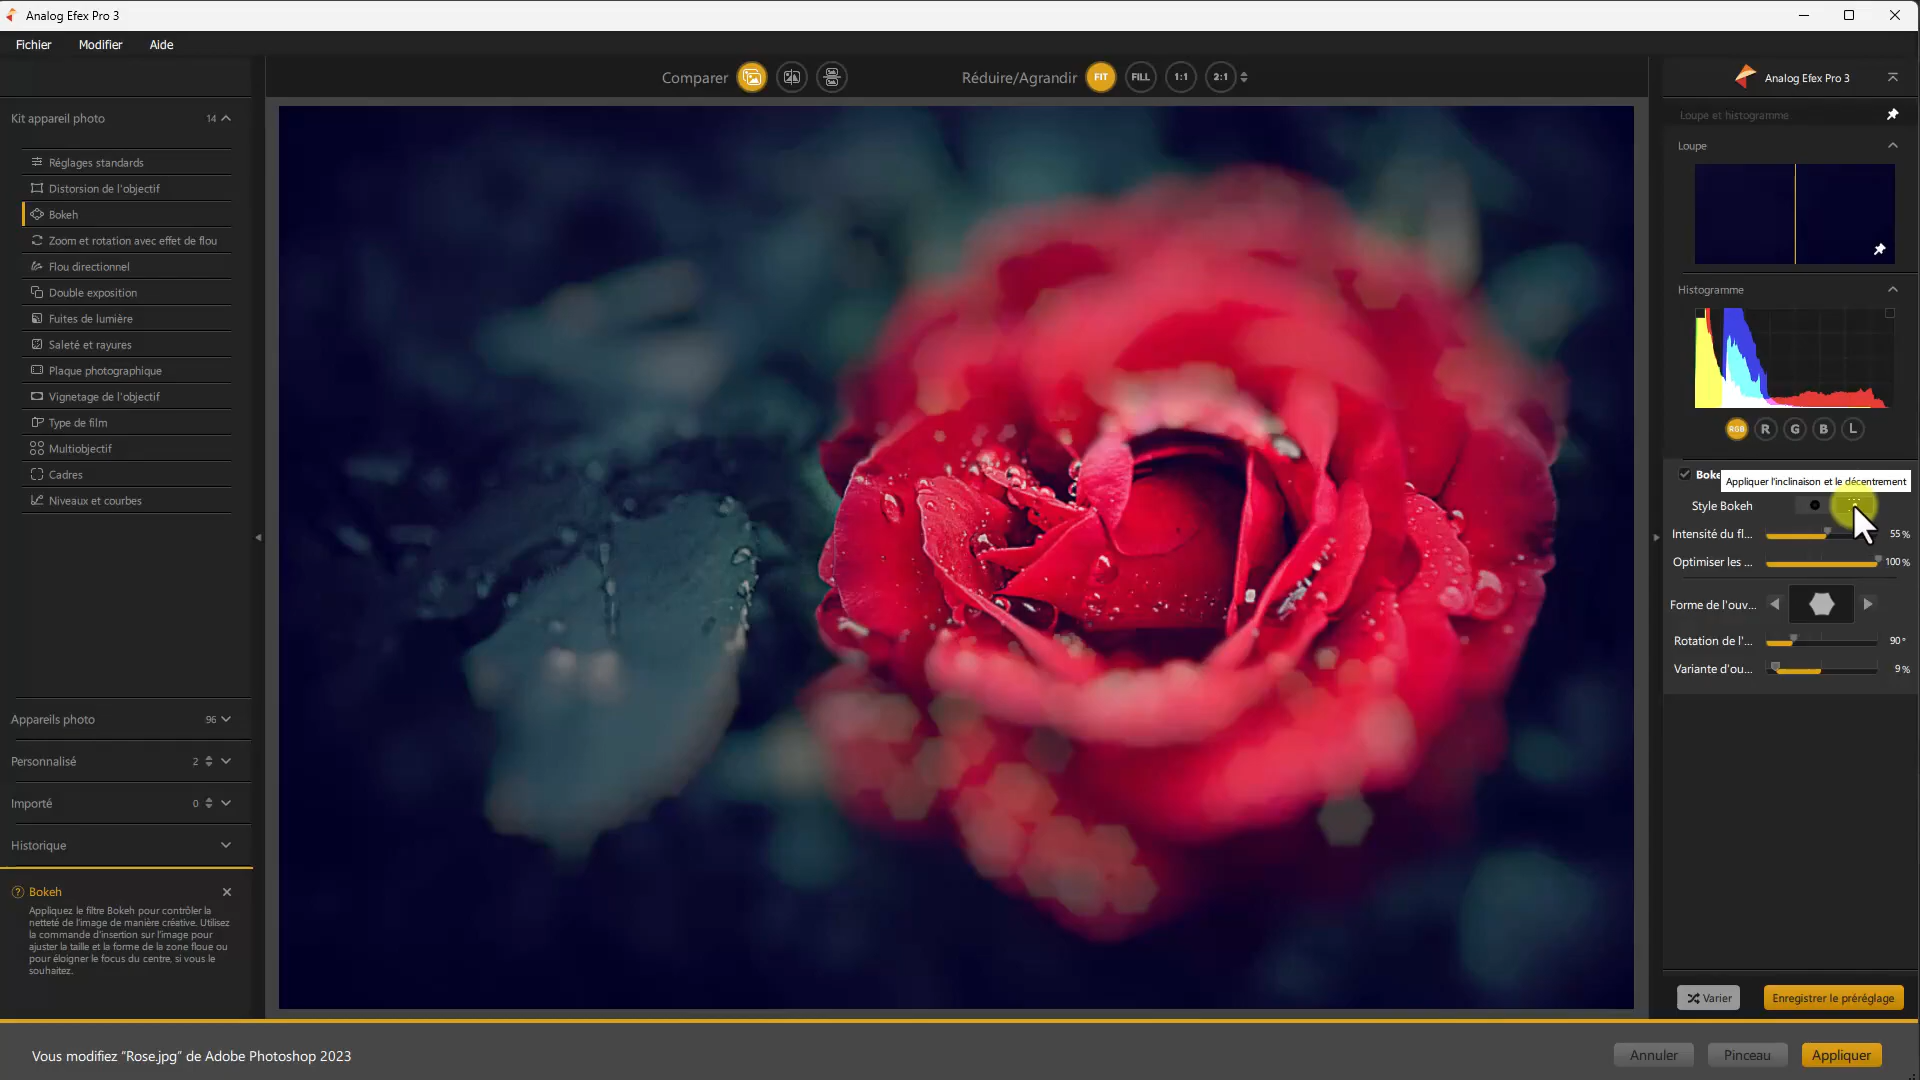 Analog Efex Pro 3
Fichier Modifier Aide
Comparer Réduire/Agrandir FIT FILL 1:1 2:1
Analog Efex Pro 3
Kit appareil photo 14
Réglages standards
Distorsion de l'objectif
Bokeh
Zoom et rotation avec effet de flou
Flou directionnel
Double exposition
Fuites de lumière
Saleté et rayures
Plaque photographique
Vignetage de l'objectif
Type de film
Multiobjectif
Cadres
Niveaux et courbes
Appareils photo 96
Personnalisé 2
Importé 0
Historique
Bokeh
Appliquez le filtre Bokeh pour contrôler la
netteté de l'image de manière créative. Utilisez
la commande d'insertion sur l'image pour
ajuster la taille et la forme de la zone floue ou
pour éloigner le focus du centre, si vous le
souhaitez.
Loupe et histogramme
Loupe
Histogramme
RGB R G B L
Boke
Appliquer l'inclinaison et le décentrement
Style Bokeh
Intensité du fl... 55 %
Optimiser les ... 100 %
Forme de l'ouv...
Rotation de l'... 90 °
Variante d'ou... 9 %
Varier Enregistrer le préréglage
Vous modifiez "Rose.jpg" de Adobe Photoshop 2023
Annuler Pinceau Appliquer